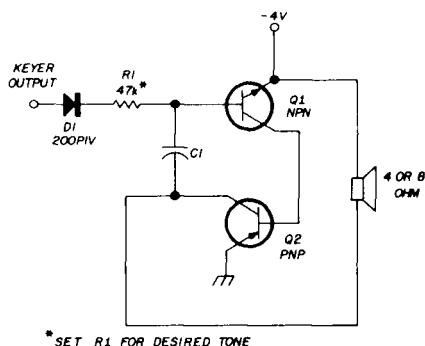 -4V
KEYER
OUTPUT
R1
47k*
D1
200PIV
Q1
NPN
C1
4 OR 8
OHM
Q2
PNP
*SET R1 FOR DESIRED TONE